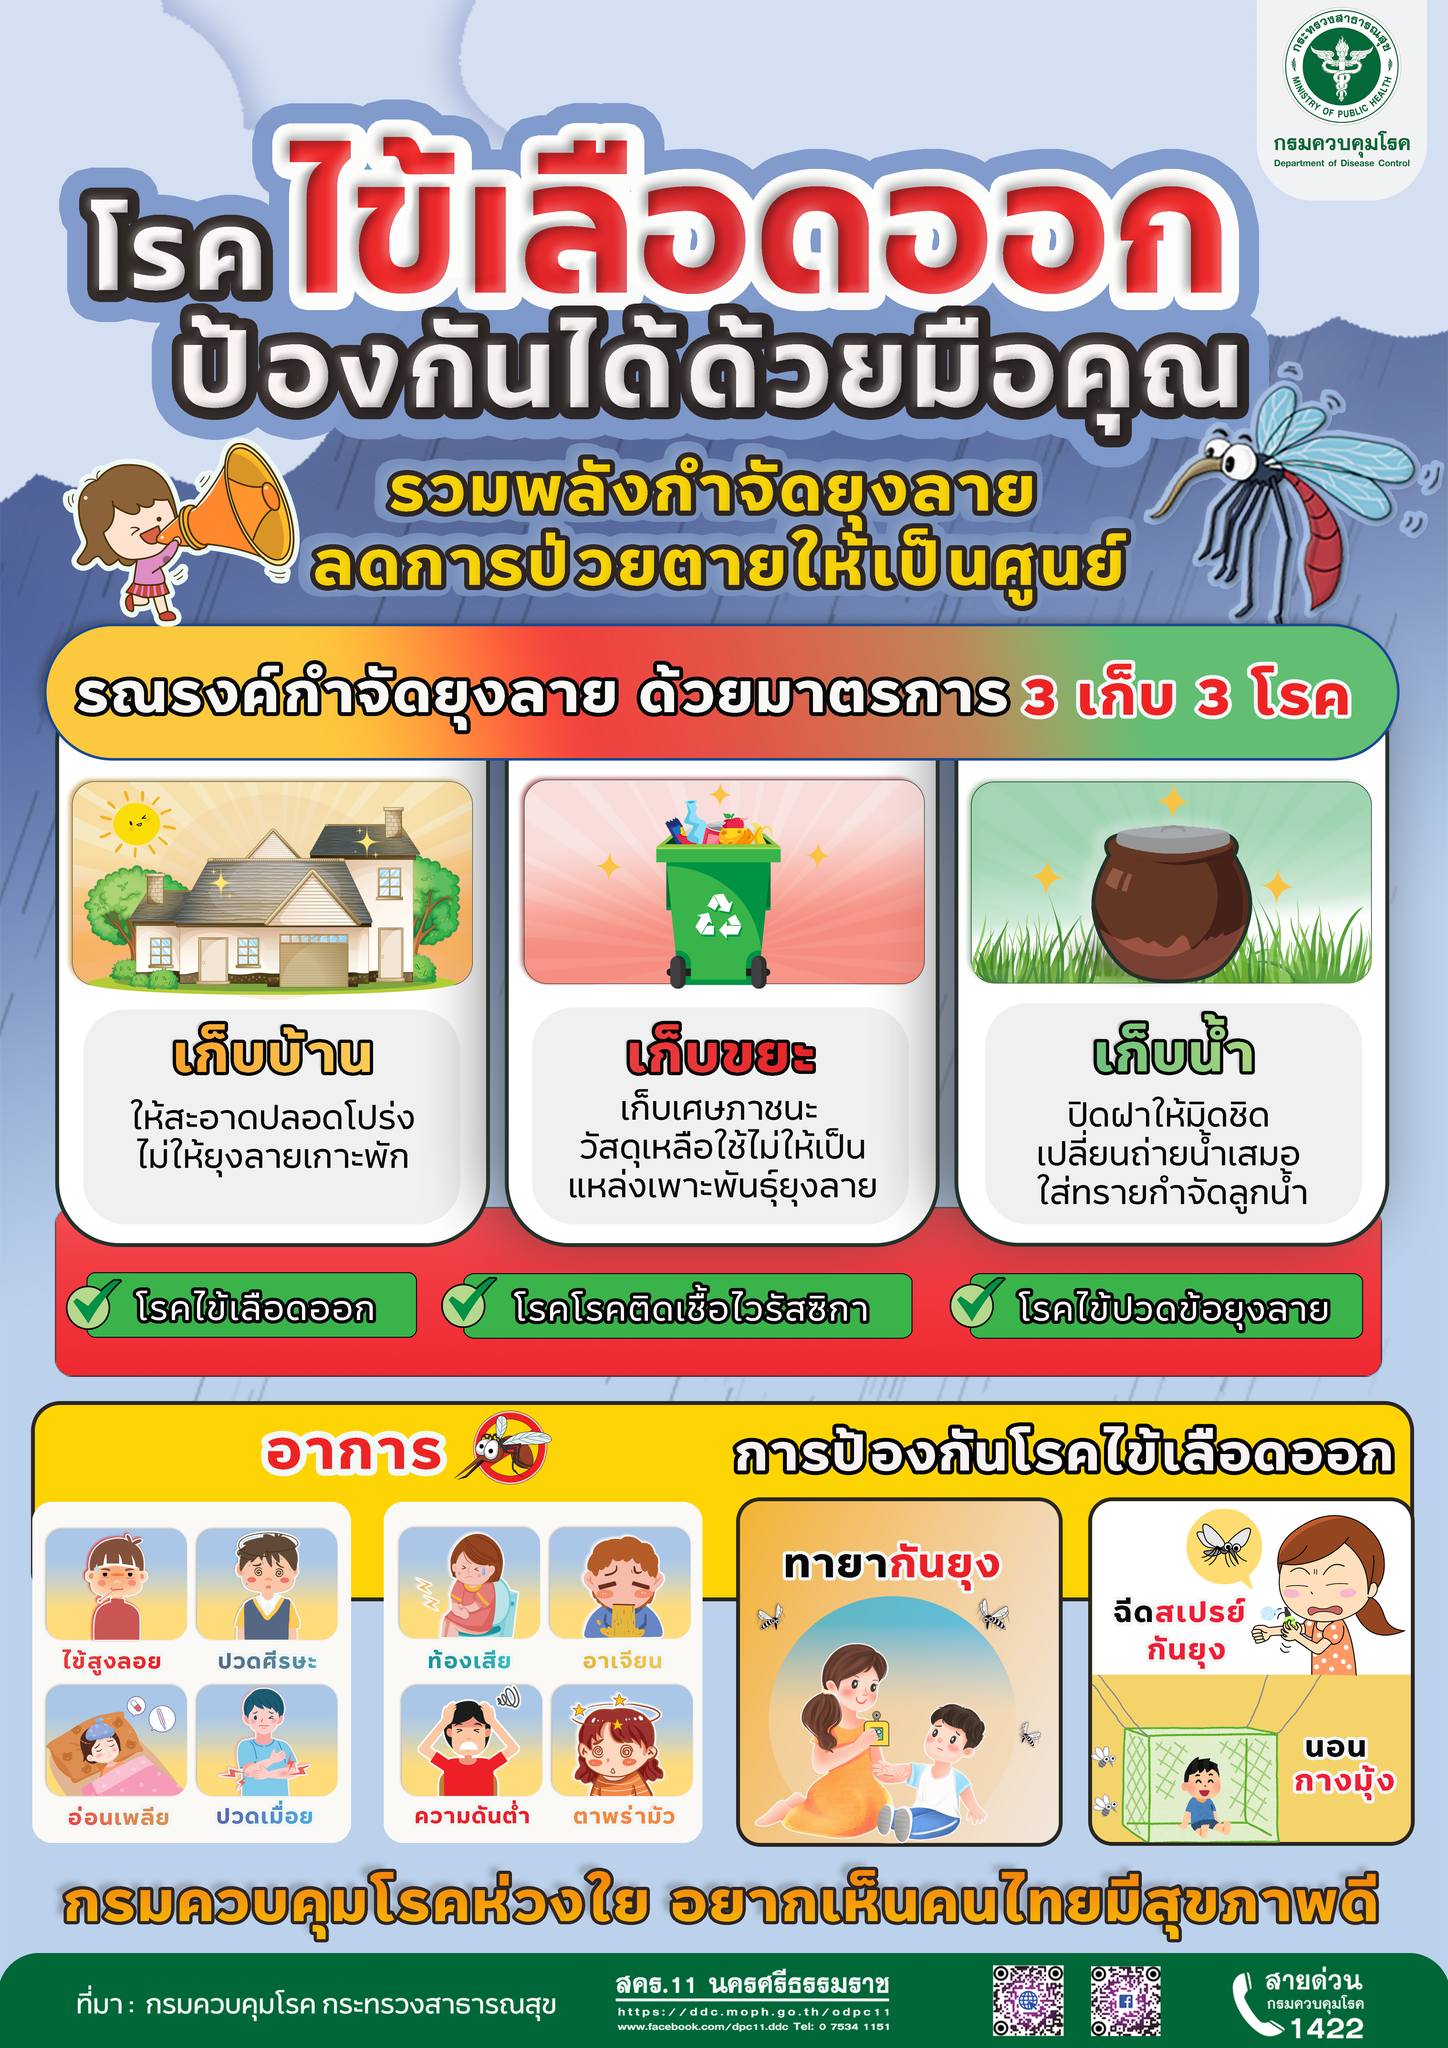 กระทรวงสาธารณสุข
MINISTRY OF PUBLIC HEALTH
กรมควบคุมโรค
Department of Disease Control
โรค ไข้เลือดออก
ป้องกันได้ด้วยมือคุณ
รวมพลังกำจัดยุงลาย
ลดการป่วยตายให้เป็นศูนย์
รณรงค์กำจัดยุงลาย ด้วยมาตรการ 3 เก็บ 3 โรค
เก็บบ้าน
ให้สะอาดปลอดโปร่ง
ไม่ให้ยุงลายเกาะพัก
เก็บขยะ
เก็บเศษภาชนะ
วัสดุเหลือใช้ไม่ให้เป็น
แหล่งเพาะพันธุ์ยุงลาย
เก็บน้ำ
ปิดฝาให้มิดชิด
เปลี่ยนถ่ายน้ำเสมอ
ใส่ทรายกำจัดลูกน้ำ
โรคไข้เลือดออก
โรคโรคติดเชื้อไวรัสซิกา
โรคไข้ปวดข้อยุงลาย
อาการ
ไข้สูงลอย
ปวดศีรษะ
ท้องเสีย
อาเจียน
อ่อนเพลีย
ปวดเมื่อย
ความดันต่ำ
ตาพร่ามัว
การป้องกันโรคไข้เลือดออก
ทายากันยุง
ฉีดสเปรย์
กันยุง
นอน
กางมุ้ง
กรมควบคุมโรคห่วงใย อยากเห็นคนไทยมีสุขภาพดี
ที่มา : กรมควบคุมโรค กระทรวงสาธารณสุข
สคร.11 นครศรีธรรมราช
https://ddc.moph.go.th/odpc11
www.facebook.com/dpc11.ddc Tel: 0 7534 1151
สายด่วน
กรมควบคุมโรค
1422